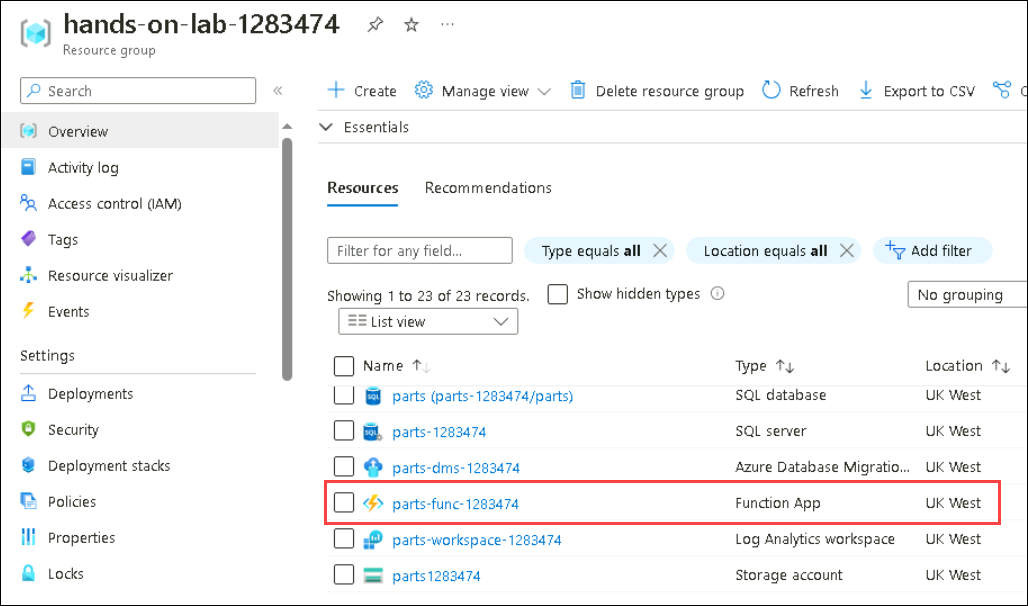 hands-on-lab-1283474
Resource group
Search
Create
Manage view
Delete resource group
Refresh
Export to CSV
Overview
Activity log
Access control (IAM)
Tags
Resource visualizer
Events
Settings
Deployments
Security
Deployment stacks
Policies
Properties
Locks
Essentials
Resources Recommendations
Filter for any field...
Type equals all
Location equals all
Add filter
Showing 1 to 23 of 23 records.
Show hidden types
No grouping
List view
Name Type Location
parts (parts-1283474/parts) SQL database UK West
SQL
parts-1283474 SQL server UK West
SQL
parts-dms-1283474 Azure Database Migratio... UK West
parts-func-1283474 Function App UK West
parts-workspace-1283474 Log Analytics workspace UK West
parts1283474 Storage account UK West